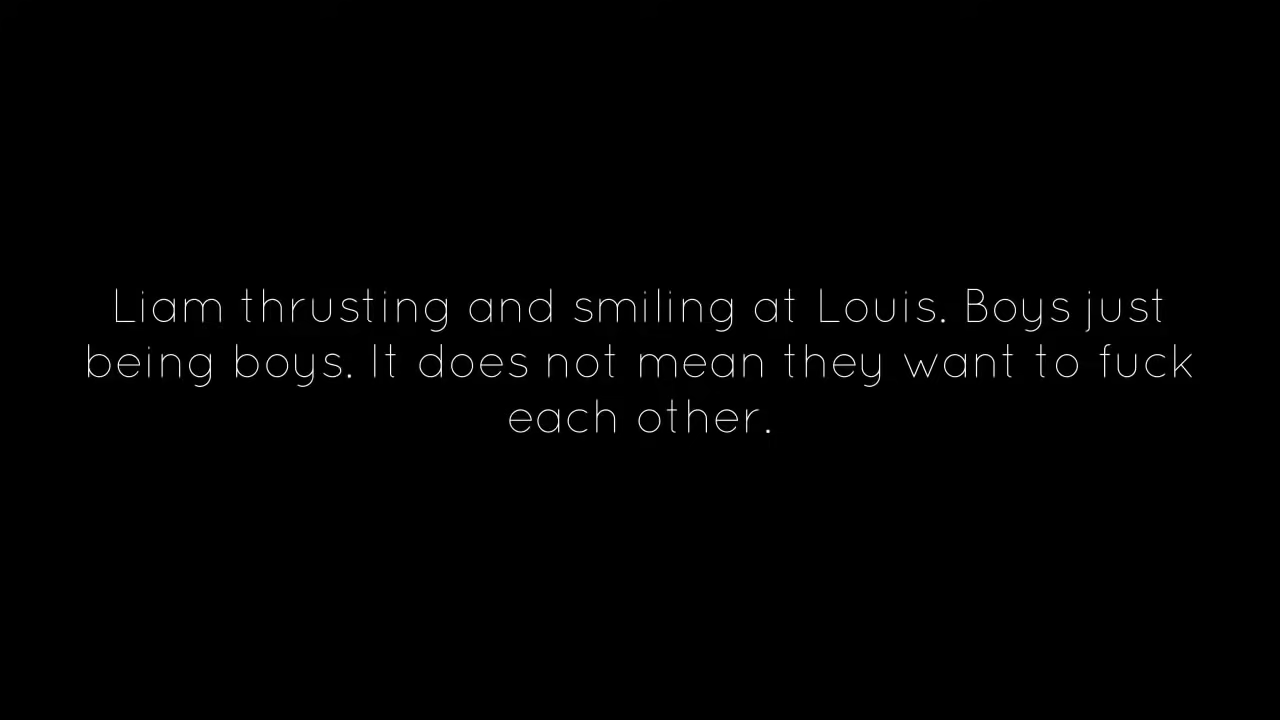 Liam thrusting and smiling at Louis. Boys just
being boys. It does not mean they want to fuck
each other.